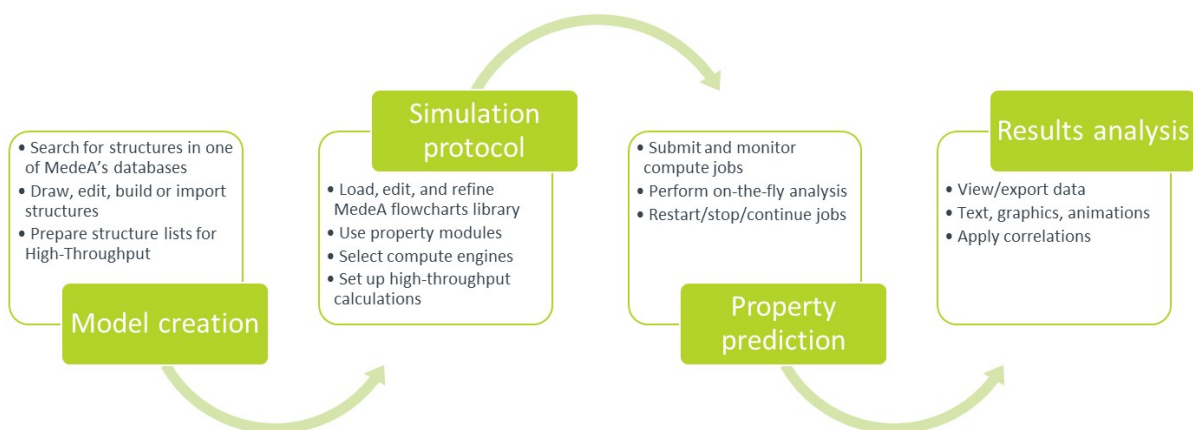 • Search for structures in one
of MedeA's databases
• Draw, edit, build or import
structures
• Prepare structure lists for
High-Throughput
Model creation
Simulation
protocol
• Load, edit, and refine
MedeA flowcharts library
• Use property modules
• Select compute engines
• Set up high-throughput
calculations
• Submit and monitor
compute jobs
• Perform on-the-fly analysis
• Restart/stop/continue jobs
Property
prediction
Results analysis
• View/export data
• Text, graphics, animations
• Apply correlations